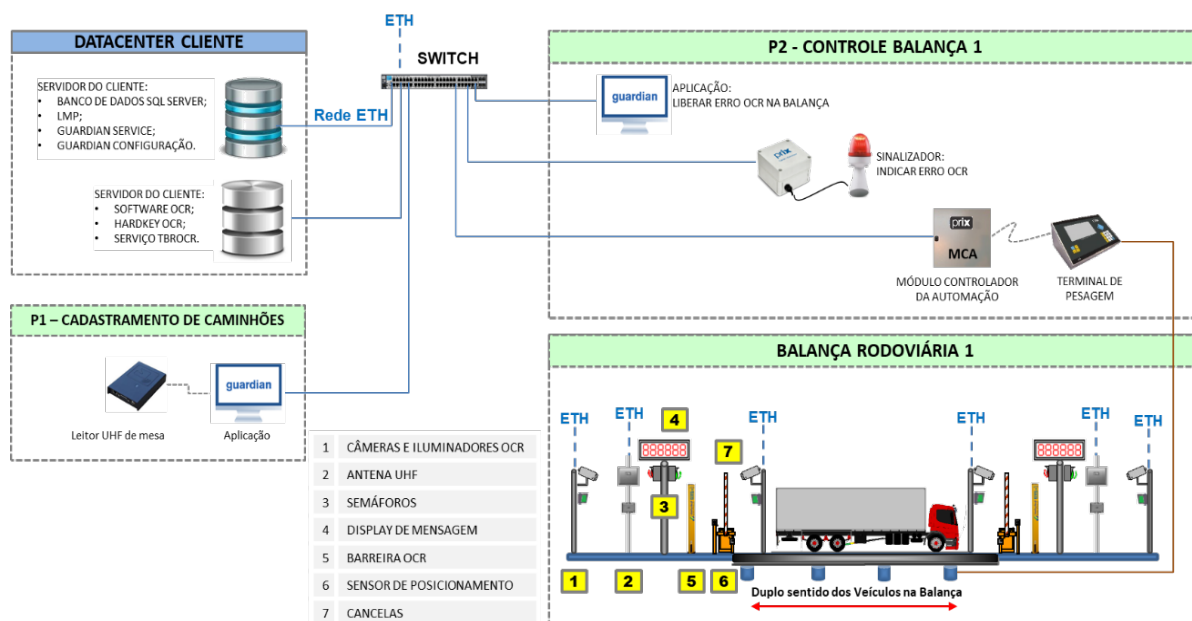 ETH
DATACENTER CLIENTE
SERVIDOR DO CLIENTE:
• BANCO DE DADOS SQL SERVER;
• LMP;
• GUARDIAN SERVICE;
• GUARDIAN CONFIGURAÇÃO.
SERVIDOR DO CLIENTE:
• SOFTWARE OCR;
• HARDKEY OCR;
• SERVIÇO TBROCR.
SWITCH
Rede ETH
P2 - CONTROLE BALANÇA 1
guardian
APLICAÇÃO:
LIBERAR ERRO OCR NA BALANÇA
prix
SINALIZADOR:
INDICAR ERRO OCR
prix
MCA
MÓDULO CONTROLADOR
DA AUTOMAÇÃO
TERMINAL DE
PESAGEM
P1 – CADASTRAMENTO DE CAMINHÕES
guardian
Leitor UHF de mesa
Aplicação
1 CÂMERAS E ILUMINADORES OCR
2 ANTENA UHF
3 SEMÁFOROS
4 DISPLAY DE MENSAGEM
5 BARREIRA OCR
6 SENSOR DE POSICIONAMENTO
7 CANCELAS
BALANÇA RODOVIÁRIA 1
ETH
ETH
4
ETH
ETH
ETH
ETH
888888
888888
7
3
1
2
5
6
Duplo sentido dos Veículos na Balança